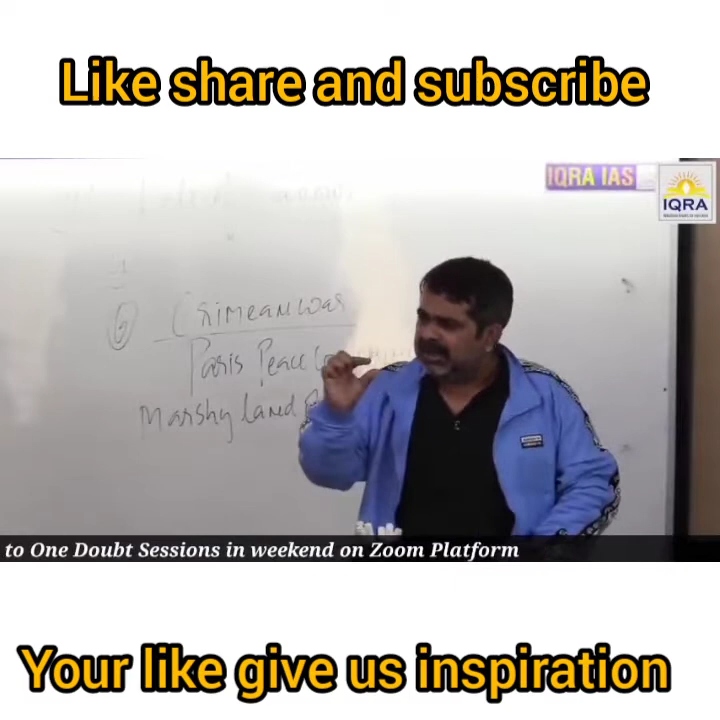 Like share and subscribe
IQRA IAS
IQRA
Crimean war
Paris Peace
Marshy Land
to One Doubt Sessions in weekend on Zoom Platform
Your like give us inspiration